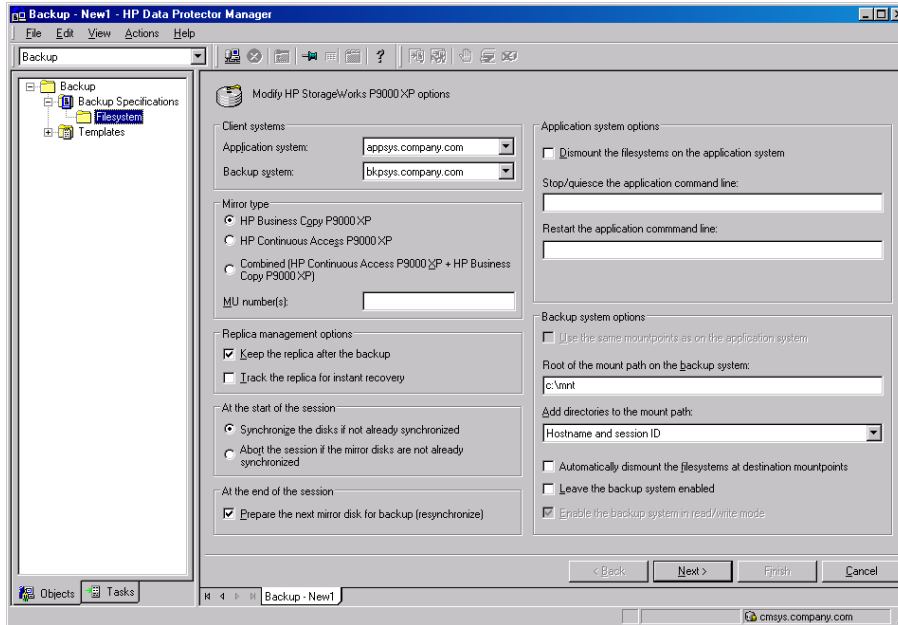 Backup - New1 - HP Data Protector Manager
File Edit View Actions Help
Backup
Backup
Backup Specifications
Filesystem
Templates
Objects
Tasks
Modify HP StorageWorks P9000 XP options
Client systems
Application system:
appsys.company.com
Backup system:
bkpsys.company.com
Mirror type
HP Business Copy P9000 XP
HP Continuous Access P9000 XP
Combined (HP Continuous Access P9000 XP + HP Business
Copy P9000 XP)
MU number(s):
Replica management options
Keep the replica after the backup
Track the replica for instant recovery
At the start of the session
Synchronize the disks if not already synchronized
Abort the session if the mirror disks are not already
synchronized
At the end of the session
Prepare the next mirror disk for backup (resynchronize)
Application system options
Dismount the filesystems on the application system
Stop/quiesce the application command line:
Restart the application commmand line:
Backup system options
Use the same mountpoints as on the application system
Root of the mount path on the backup system:
c:\mnt
Add directories to the mount path:
Hostname and session ID
Automatically dismount the filesystems at destination mountpoints
Leave the backup system enabled
Enable the backup system in read/write mode
< Back
Next >
Finish
Cancel
Backup - New1
cmsys.company.com